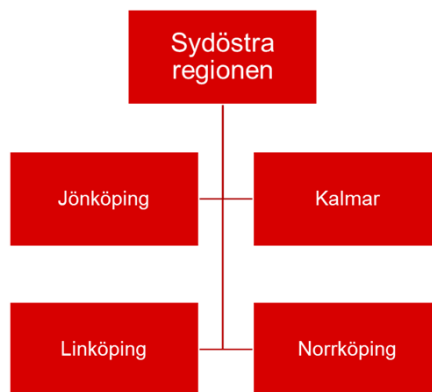 Sydöstra
regionen
Jönköping
Kalmar
Linköping
Norrköping